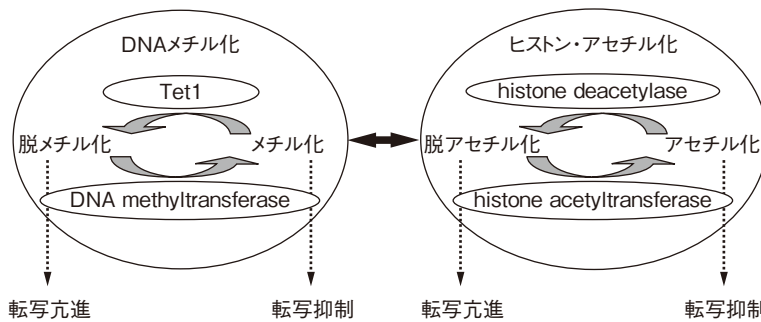 DNAメチル化
Tet1
脱メチル化
メチル化
DNA methyltransferase
転写亢進
転写抑制
ヒストン・アセチル化
histone deacetylase
脱アセチル化
アセチル化
histone acetyltransferase
転写亢進
転写抑制